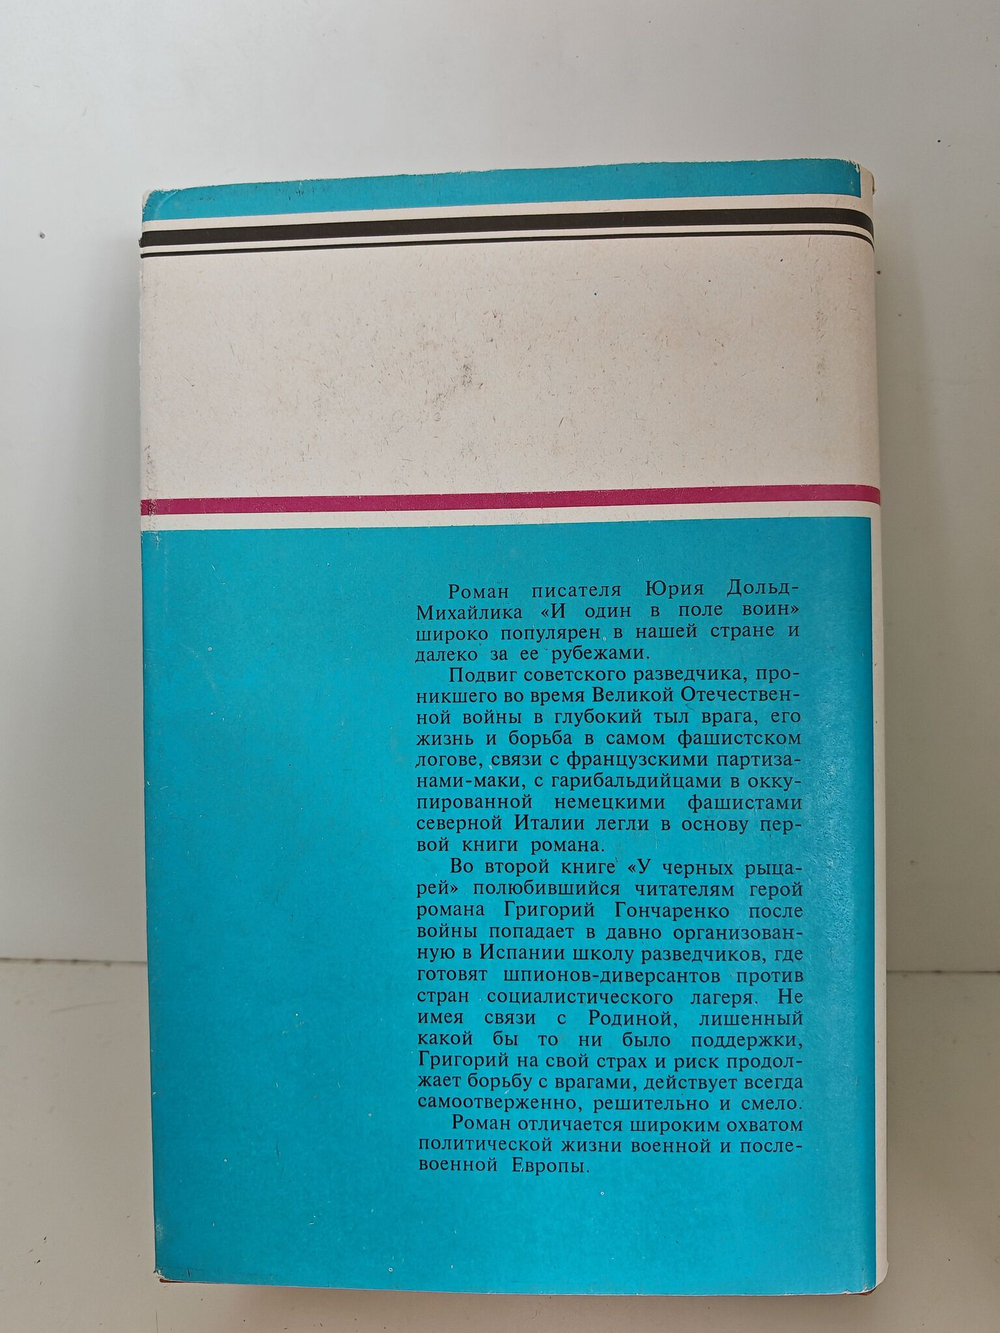 Роман писателя Юрия Дольд-
Михайлика «И один в поле воин»
широко популярен в нашей стране и
далеко за ее рубежами.
Подвиг советского разведчика, про-
никшего во время Великой Отечествен-
ной войны в глубокий тыл врага, его
жизнь и борьба в самом фашистском
логове, связи с французскими партиза-
нами-маки, с гарибальдийцами в окку-
пированной немецкими фашистами
северной Италии легли в основу пер-
вой книги романа.
Во второй книге «У черных рыца-
рей» полюбившийся читателям герой
романа Григорий Гончаренко после
войны попадает в давно организован-
ную в Испании школу разведчиков, где
готовят шпионов-диверсантов против
стран социалистического лагеря. Не
имея связи с Родиной, лишенный
какой бы то ни было поддержки,
Григорий на свой страх и риск продол-
жает борьбу с врагами, действует всегда
самоотверженно, решительно и смело.
Роман отличается широким охватом
политической жизни военной и после-
военной Европы.